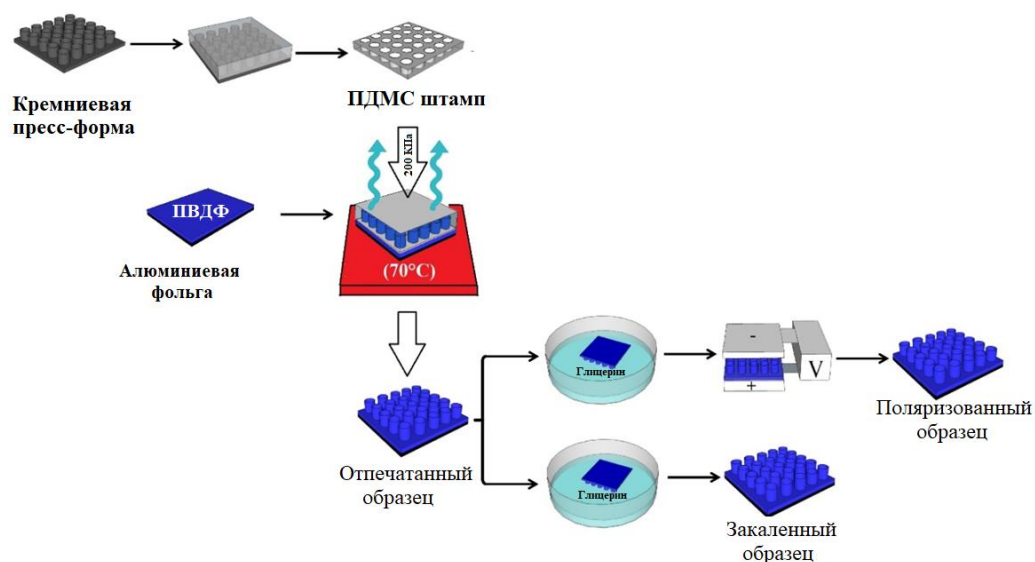 Кремниевая
пресс-форма
ПДМС штамп
200 КПа
ПВДФ
Алюминиевая
фольга
(70°C)
Глицерин
-
+
V
Поляризованный
образец
Отпечатанный
образец
Глицерин
Закаленный
образец